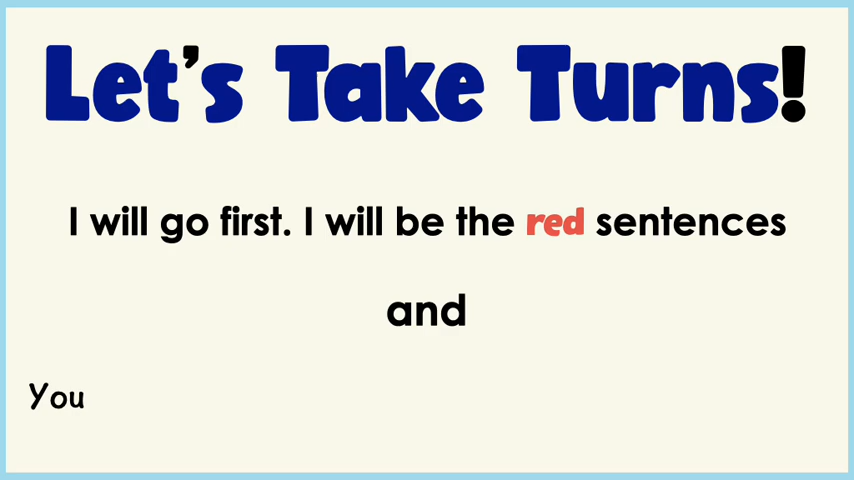 Let's Take Turns!
I will go first. I will be the red sentences
and
You